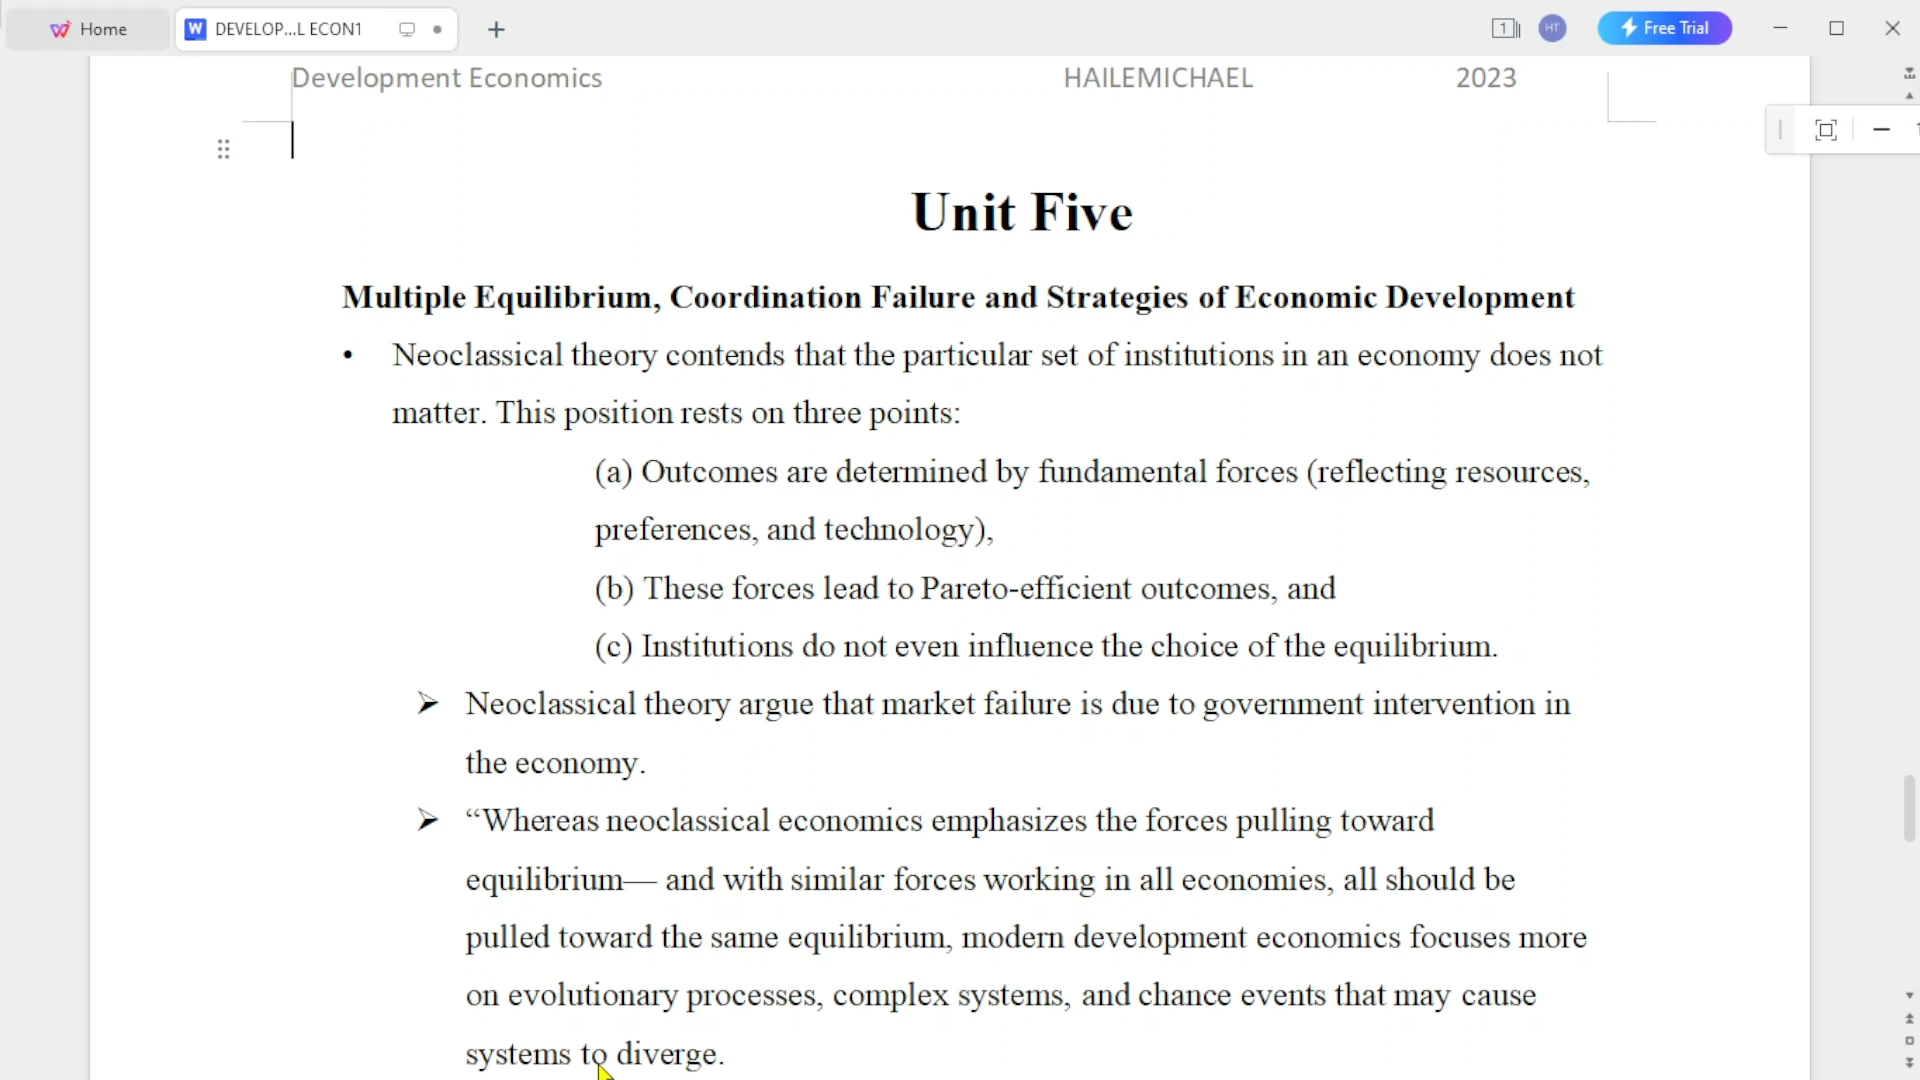 Home
DEVELOP...L ECON1
1
HT
Free Trial
Development Economics HAILEMICHAEL 2023
Unit Five
Multiple Equilibrium, Coordination Failure and Strategies of Economic Development
• Neoclassical theory contends that the particular set of institutions in an economy does not
matter. This position rests on three points:
(a) Outcomes are determined by fundamental forces (reflecting resources,
preferences, and technology),
(b) These forces lead to Pareto-efficient outcomes, and
(c) Institutions do not even influence the choice of the equilibrium.
➢ Neoclassical theory argue that market failure is due to government intervention in
the economy.
➢ “Whereas neoclassical economics emphasizes the forces pulling toward
equilibrium— and with similar forces working in all economies, all should be
pulled toward the same equilibrium, modern development economics focuses more
on evolutionary processes, complex systems, and chance events that may cause
systems to diverge.